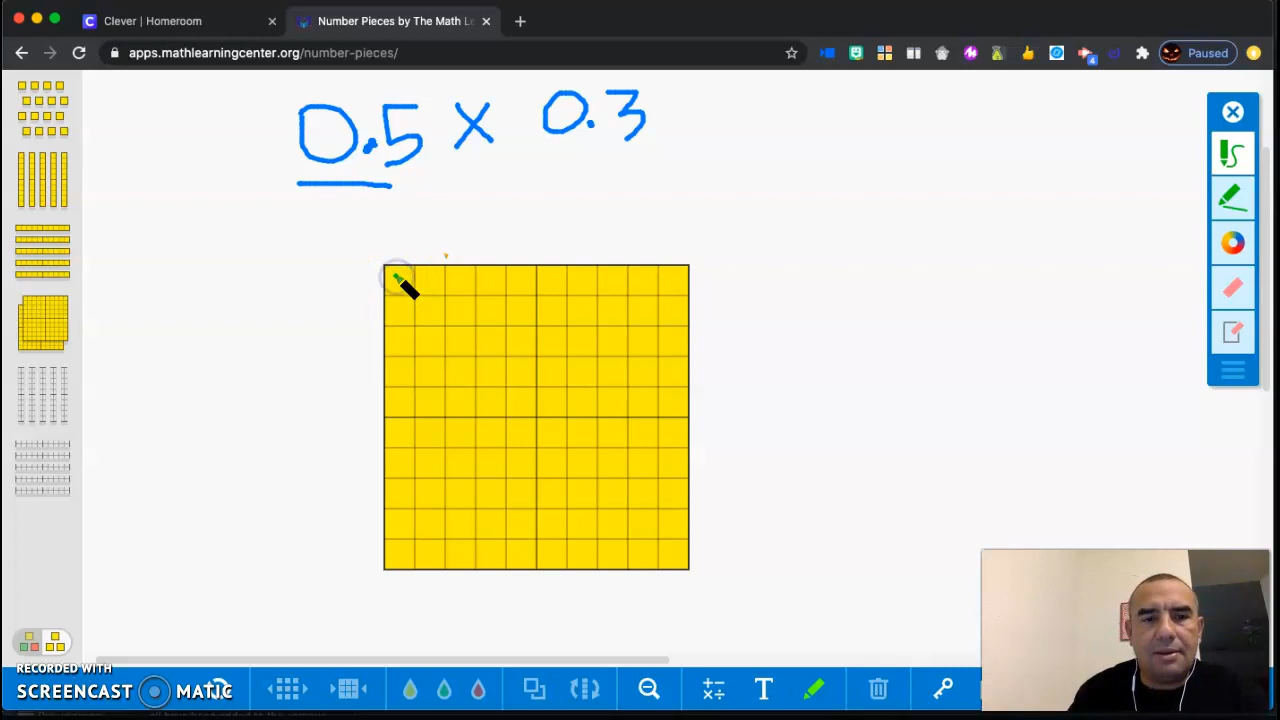 Clever | Homeroom
Number Pieces by The Math Le
apps.mathlearningcenter.org/number-pieces/
Paused
4
0.5 x 0.3
T
RECORDED WITH
SCREENCAST MATIC